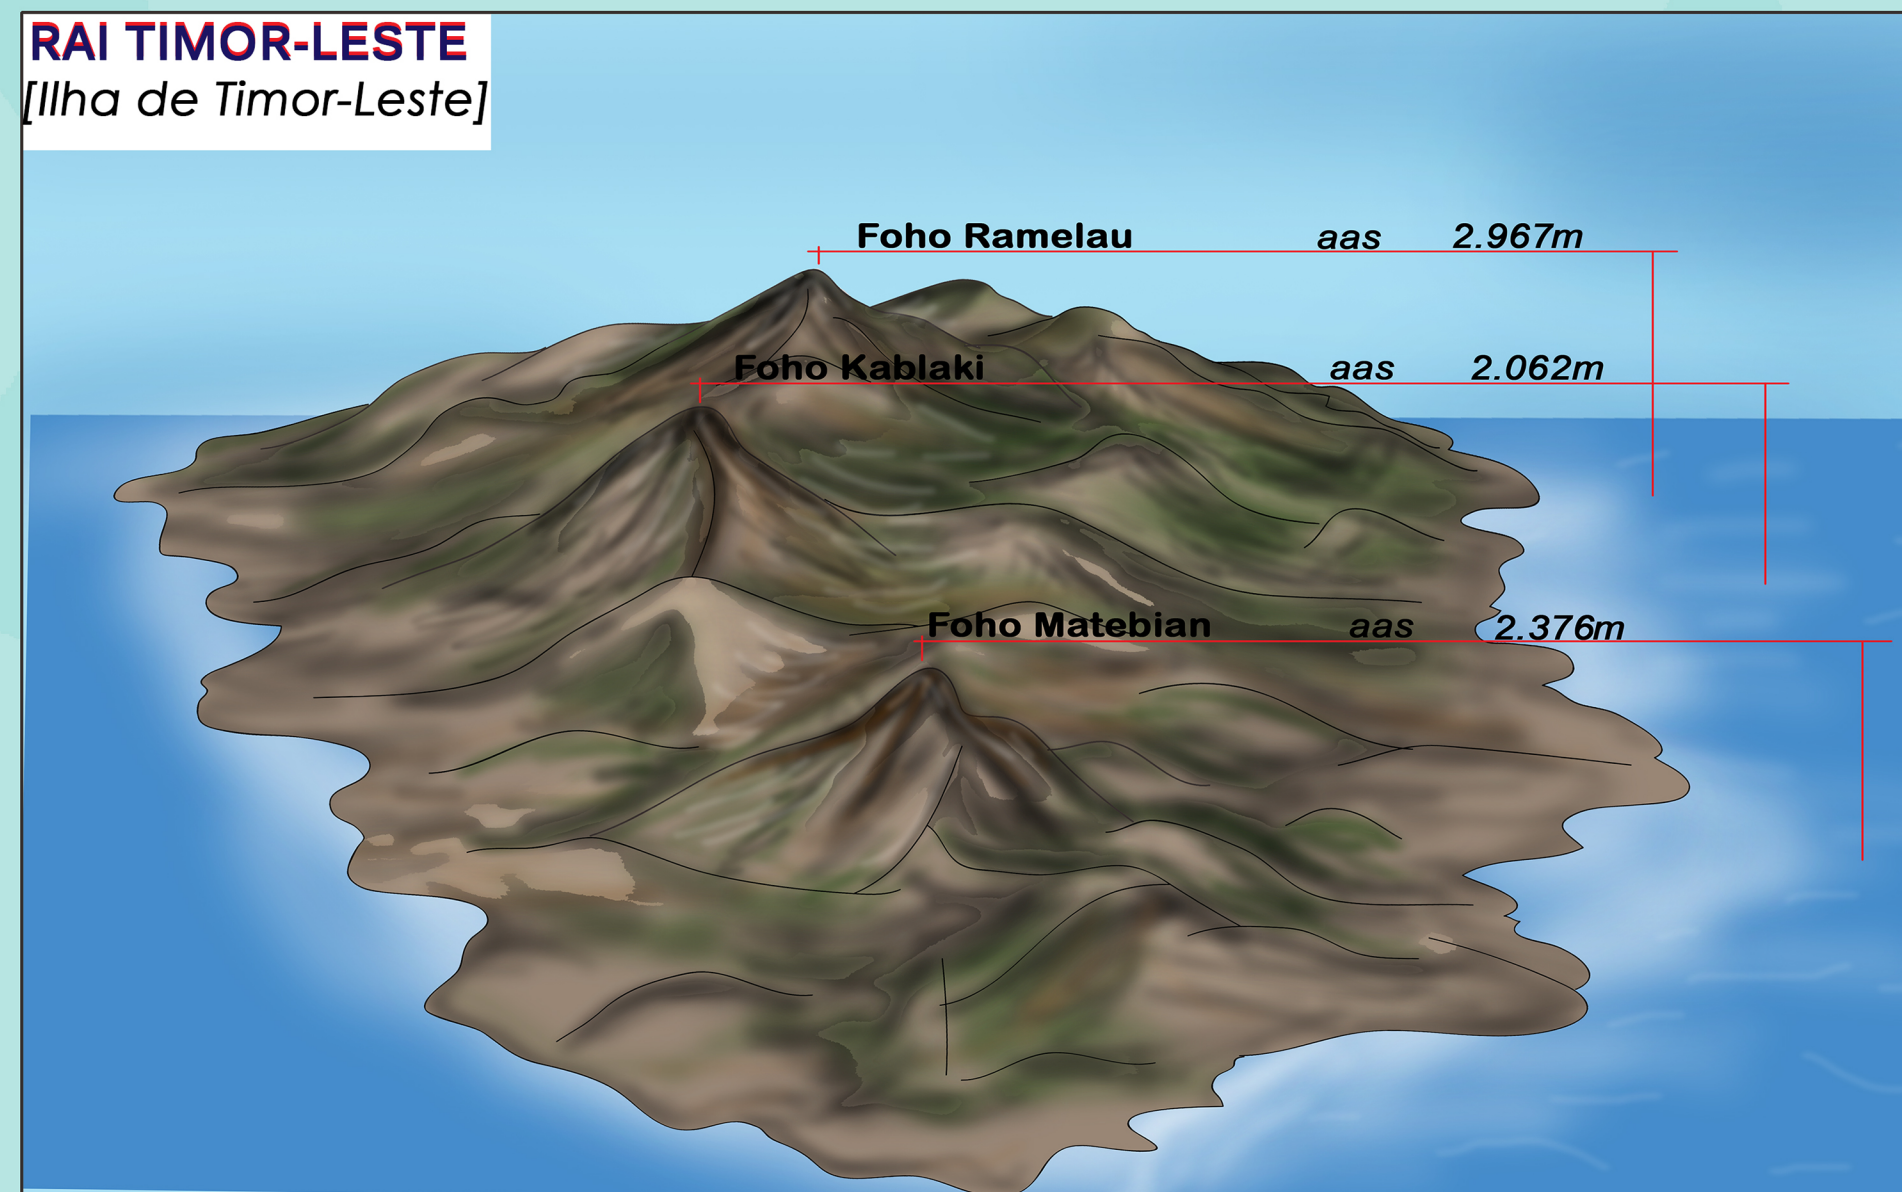 RAI TIMOR-LESTE
[Ilha de Timor-Leste]
Foho Ramelau aas 2.967m
Foho Kablaki aas 2.062m
Foho Matebian aas 2.376m